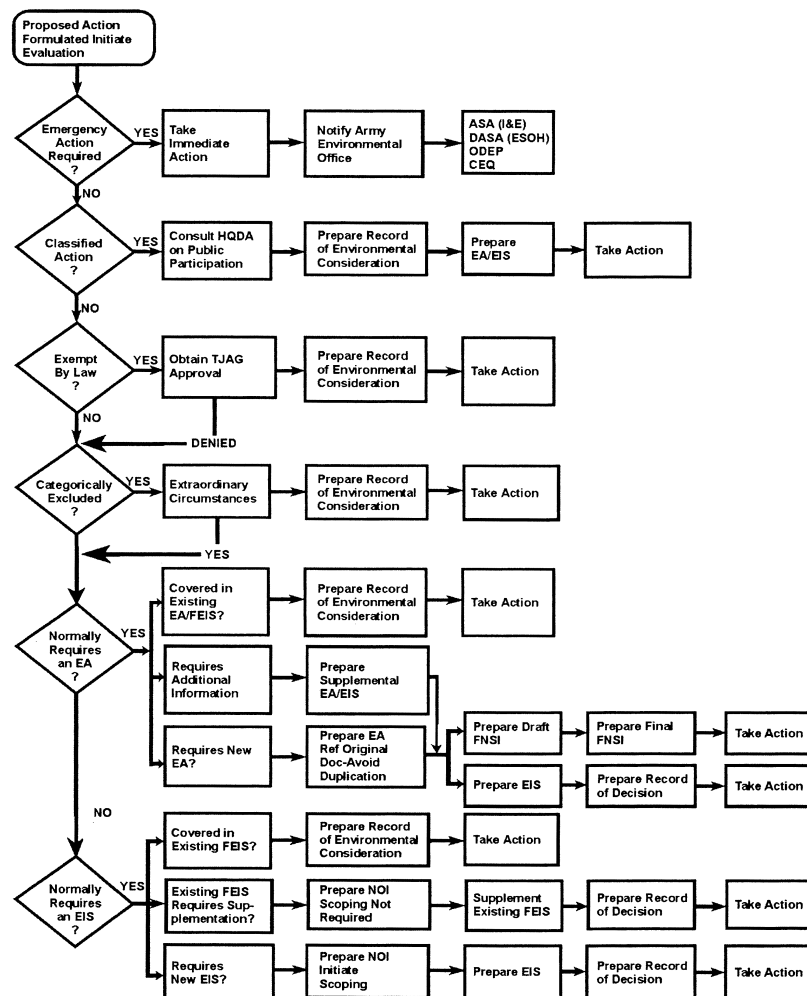 Proposed Action
Formulated Initiate
Evaluation
Emergency
Action
Required
?
YES
Take
Immediate
Action
Notify Army
Environmental
Office
ASA (I&E)
DASA (ESOH)
ODEP
CEQ
NO
Classified
Action
?
YES
Consult HQDA
on Public
Participation
Prepare Record
of Environmental
Consideration
Prepare
EA/EIS
Take Action
NO
Exempt
By Law
?
YES
Obtain TJAG
Approval
Prepare Record
of Environmental
Consideration
Take Action
NO
DENIED
Categorically
Excluded
?
YES
Extraordinary
Circumstances
Prepare Record
of Environmental
Consideration
Take Action
YES
Normally
Requires
an EA
?
YES
Covered in
Existing
EA/FEIS?
Prepare Record
of Environmental
Consideration
Take Action
Requires
Additional
Information
Prepare
Supplemental
EA/EIS
Requires New
EA?
Prepare EA
Ref Original
Doc-Avoid
Duplication
Prepare Draft
FNSI
Prepare Final
FNSI
Take Action
Prepare EIS
Prepare Record
of Decision
Take Action
NO
Normally
Requires
an EIS
?
YES
Covered in
Existing FEIS?
Prepare Record
of Environmental
Consideration
Take Action
Existing FEIS
Requires Sup-
plementation?
Prepare NOI
Scoping Not
Required
Supplement
Existing FEIS
Prepare Record
of Decision
Take Action
Requires
New EIS?
Prepare NOI
Initiate
Scoping
Prepare EIS
Prepare Record
of Decision
Take Action